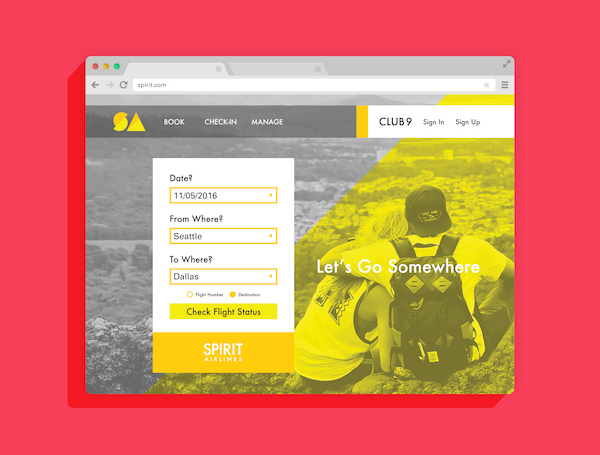 spirit.com
SA
BOOK CHECK-IN MANAGE
CLUB 9 Sign In Sign Up
Date?
11/05/2016
From Where?
Seattle
To Where?
Dallas
Flight Number Destination
Check Flight Status
SPIRIT
AIRLINES
Let's Go Somewhere